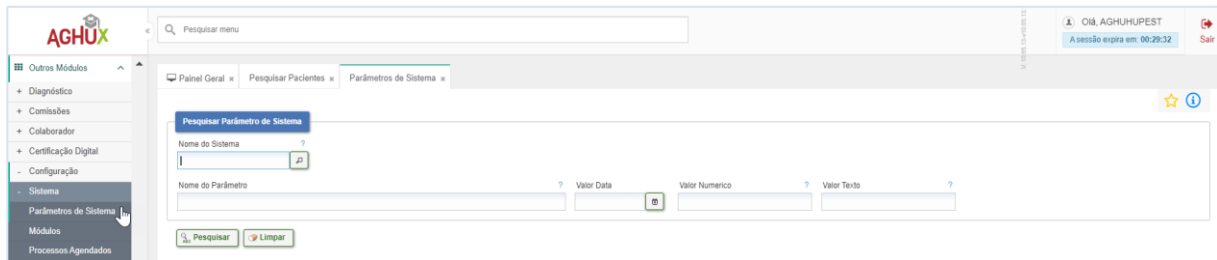 AGHUX
«
Pesquisar menu
Olá, AGHUHUPEST
A sessão expira em: 00:29:32
Sair
Outros Módulos
+ Diagnóstico
+ Comissões
+ Colaborador
+ Certificação Digital
- Configuração
- Sistema
Parâmetros de Sistema
Módulos
Processos Agendados
Painel Geral ×
Pesquisar Pacientes ×
Parâmetros de Sistema ×
Pesquisar Parâmetro de Sistema
Nome do Sistema ?
Nome do Parâmetro ?
Valor Data
Valor Numerico ?
Valor Texto ?
Pesquisar
Limpar